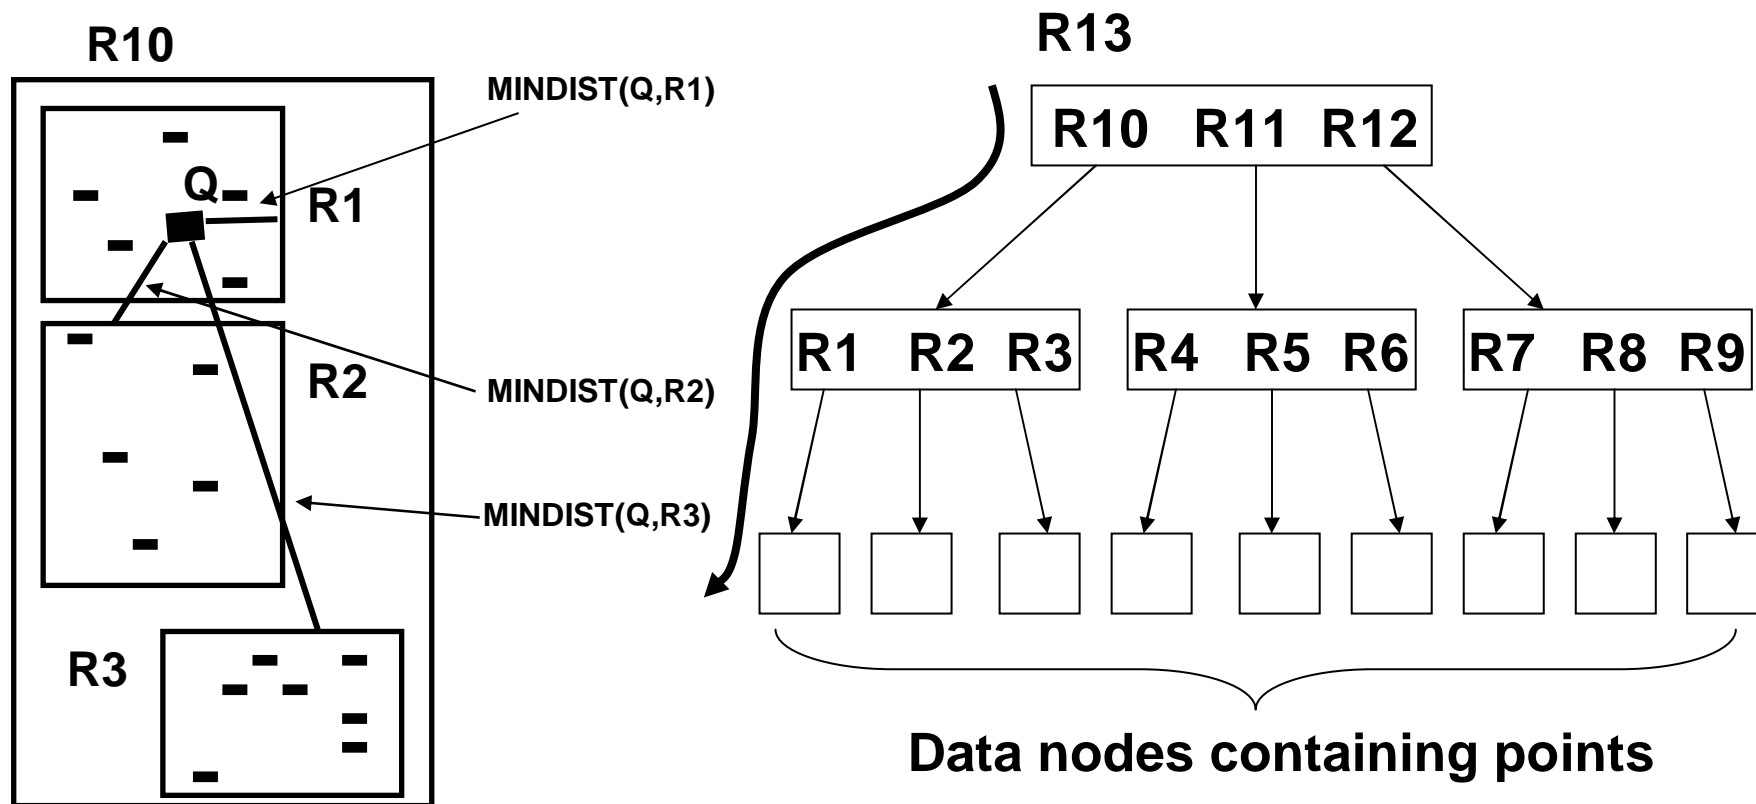 R10
MINDIST(Q,R1)
Q
R1
R2
MINDIST(Q,R2)
MINDIST(Q,R3)
R3
R13
R10 R11 R12
R1 R2 R3
R4 R5 R6
R7 R8 R9
Data nodes containing points